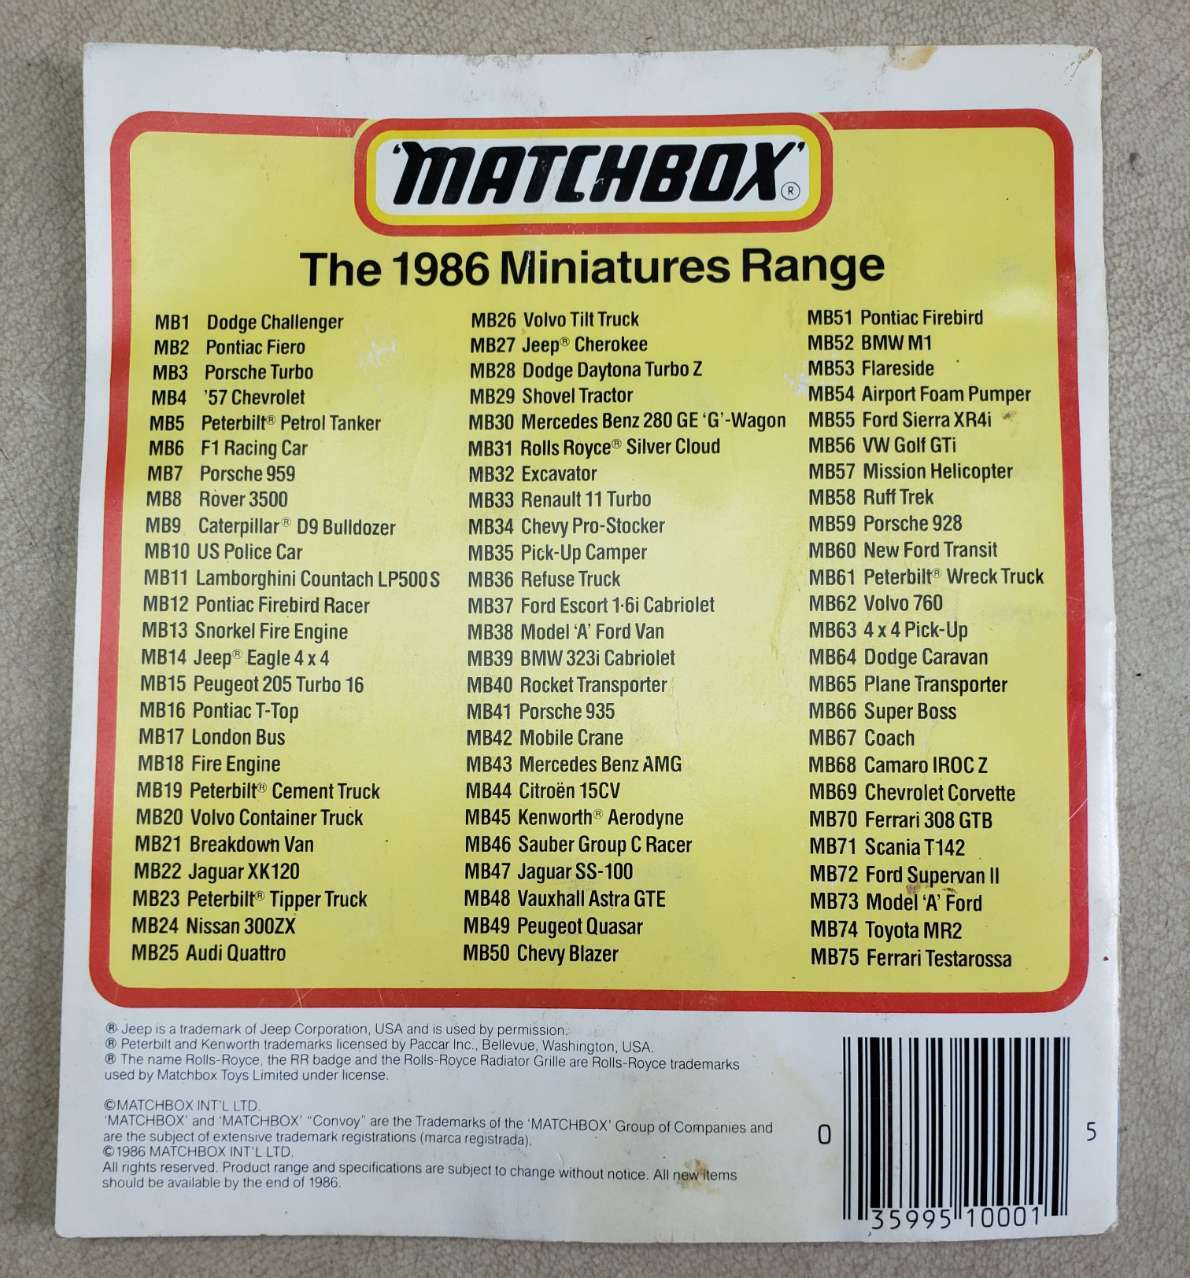 'MATCHBOX'®
The 1986 Miniatures Range
MB1 Dodge Challenger
MB2 Pontiac Fiero
MB3 Porsche Turbo
MB4 '57 Chevrolet
MB5 Peterbilt® Petrol Tanker
MB6 F1 Racing Car
MB7 Porsche 959
MB8 Rover 3500
MB9 Caterpillar® D9 Bulldozer
MB10 US Police Car
MB11 Lamborghini Countach LP500S
MB12 Pontiac Firebird Racer
MB13 Snorkel Fire Engine
MB14 Jeep® Eagle 4 x 4
MB15 Peugeot 205 Turbo 16
MB16 Pontiac T-Top
MB17 London Bus
MB18 Fire Engine
MB19 Peterbilt® Cement Truck
MB20 Volvo Container Truck
MB21 Breakdown Van
MB22 Jaguar XK120
MB23 Peterbilt® Tipper Truck
MB24 Nissan 300ZX
MB25 Audi Quattro
MB26 Volvo Tilt Truck
MB27 Jeep® Cherokee
MB28 Dodge Daytona Turbo Z
MB29 Shovel Tractor
MB30 Mercedes Benz 280 GE 'G'-Wagon
MB31 Rolls Royce® Silver Cloud
MB32 Excavator
MB33 Renault 11 Turbo
MB34 Chevy Pro-Stocker
MB35 Pick-Up Camper
MB36 Refuse Truck
MB37 Ford Escort 1·6i Cabriolet
MB38 Model 'A' Ford Van
MB39 BMW 323i Cabriolet
MB40 Rocket Transporter
MB41 Porsche 935
MB42 Mobile Crane
MB43 Mercedes Benz AMG
MB44 Citroën 15CV
MB45 Kenworth® Aerodyne
MB46 Sauber Group C Racer
MB47 Jaguar SS-100
MB48 Vauxhall Astra GTE
MB49 Peugeot Quasar
MB50 Chevy Blazer
MB51 Pontiac Firebird
MB52 BMW M1
MB53 Flareside
MB54 Airport Foam Pumper
MB55 Ford Sierra XR4i
MB56 VW Golf GTi
MB57 Mission Helicopter
MB58 Ruff Trek
MB59 Porsche 928
MB60 New Ford Transit
MB61 Peterbilt® Wreck Truck
MB62 Volvo 760
MB63 4 x 4 Pick-Up
MB64 Dodge Caravan
MB65 Plane Transporter
MB66 Super Boss
MB67 Coach
MB68 Camaro IROC Z
MB69 Chevrolet Corvette
MB70 Ferrari 308 GTB
MB71 Scania T142
MB72 Ford Supervan II
MB73 Model 'A' Ford
MB74 Toyota MR2
MB75 Ferrari Testarossa
® Jeep is a trademark of Jeep Corporation, USA and is used by permission.
® Peterbilt and Kenworth trademarks licensed by Paccar Inc., Bellevue, Washington, USA.
® The name Rolls-Royce, the RR badge and the Rolls-Royce Radiator Grille are Rolls-Royce trademarks
used by Matchbox Toys Limited under license.
©MATCHBOX INT'L LTD.
'MATCHBOX' and 'MATCHBOX' "Convoy" are the Trademarks of the 'MATCHBOX' Group of Companies and
are the subject of extensive trademark registrations (marca registrada).
©1986 MATCHBOX INT'L LTD.
All rights reserved. Product range and specifications are subject to change without notice. All new items
should be available by the end of 1986.
0 35995 10001 5